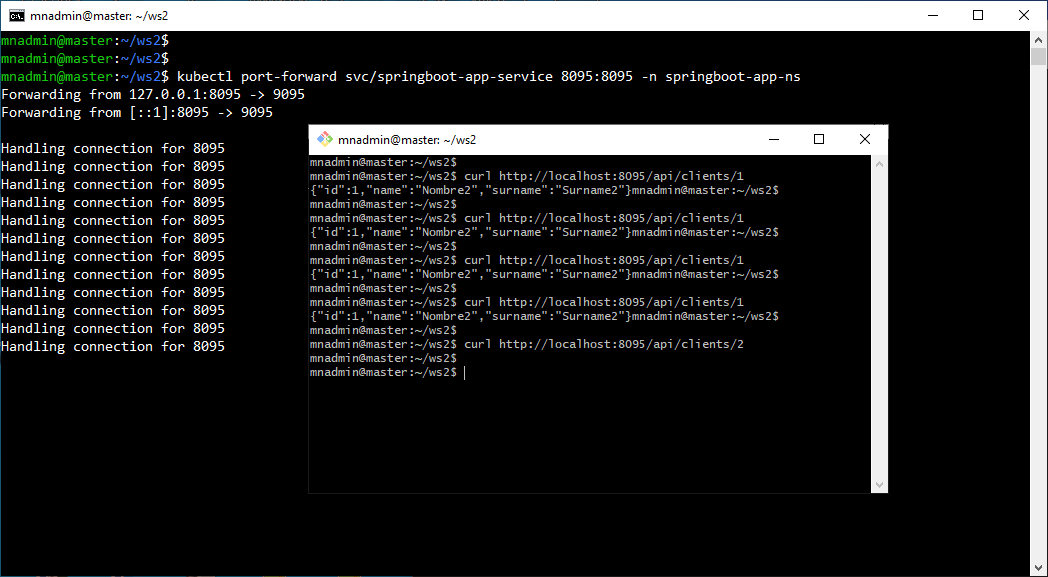 mnadmin@master: ~/ws2
mnadmin@master:~/ws2$
mnadmin@master:~/ws2$
mnadmin@master:~/ws2$ kubectl port-forward svc/springboot-app-service 8095:8095 -n springboot-app-ns
Forwarding from 127.0.0.1:8095 -> 9095
Forwarding from [::1]:8095 -> 9095
Handling connection for 8095
Handling connection for 8095
Handling connection for 8095
Handling connection for 8095
Handling connection for 8095
Handling connection for 8095
Handling connection for 8095
Handling connection for 8095
Handling connection for 8095
Handling connection for 8095
Handling connection for 8095
Handling connection for 8095
mnadmin@master: ~/ws2
mnadmin@master:~/ws2$
mnadmin@master:~/ws2$ curl http://localhost:8095/api/clients/1
{"id":1,"name":"Nombre2","surname":"Surname2"}mnadmin@master:~/ws2$
mnadmin@master:~/ws2$
mnadmin@master:~/ws2$ curl http://localhost:8095/api/clients/1
{"id":1,"name":"Nombre2","surname":"Surname2"}mnadmin@master:~/ws2$
mnadmin@master:~/ws2$
mnadmin@master:~/ws2$ curl http://localhost:8095/api/clients/1
{"id":1,"name":"Nombre2","surname":"Surname2"}mnadmin@master:~/ws2$
mnadmin@master:~/ws2$
mnadmin@master:~/ws2$ curl http://localhost:8095/api/clients/1
{"id":1,"name":"Nombre2","surname":"Surname2"}mnadmin@master:~/ws2$
mnadmin@master:~/ws2$
mnadmin@master:~/ws2$ curl http://localhost:8095/api/clients/2
mnadmin@master:~/ws2$
mnadmin@master:~/ws2$